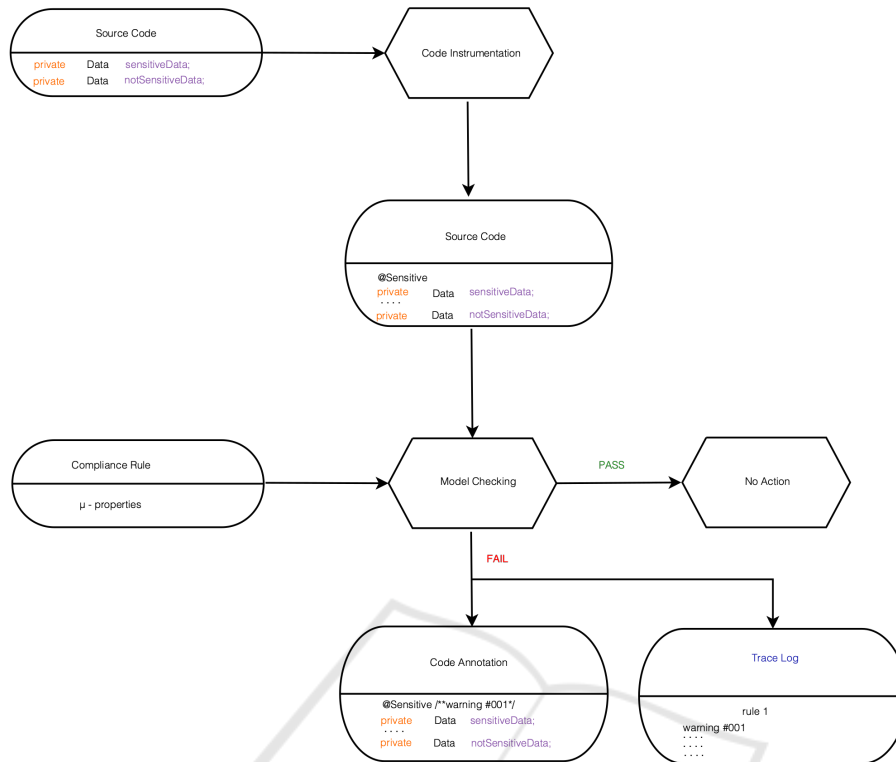 Source Code
private Data sensitiveData;
private Data notSensitiveData;
Code Instrumentation
Source Code
@Sensitive
private Data sensitiveData;
. . . .
private Data notSensitiveData;
Compliance Rule
μ - properties
Model Checking
PASS
No Action
FAIL
Code Annotation
@Sensitive /**warning #001*/
private Data sensitiveData;
. . . .
private Data notSensitiveData;
Trace Log
rule 1
warning #001
. . . .
. . . .
. . . .